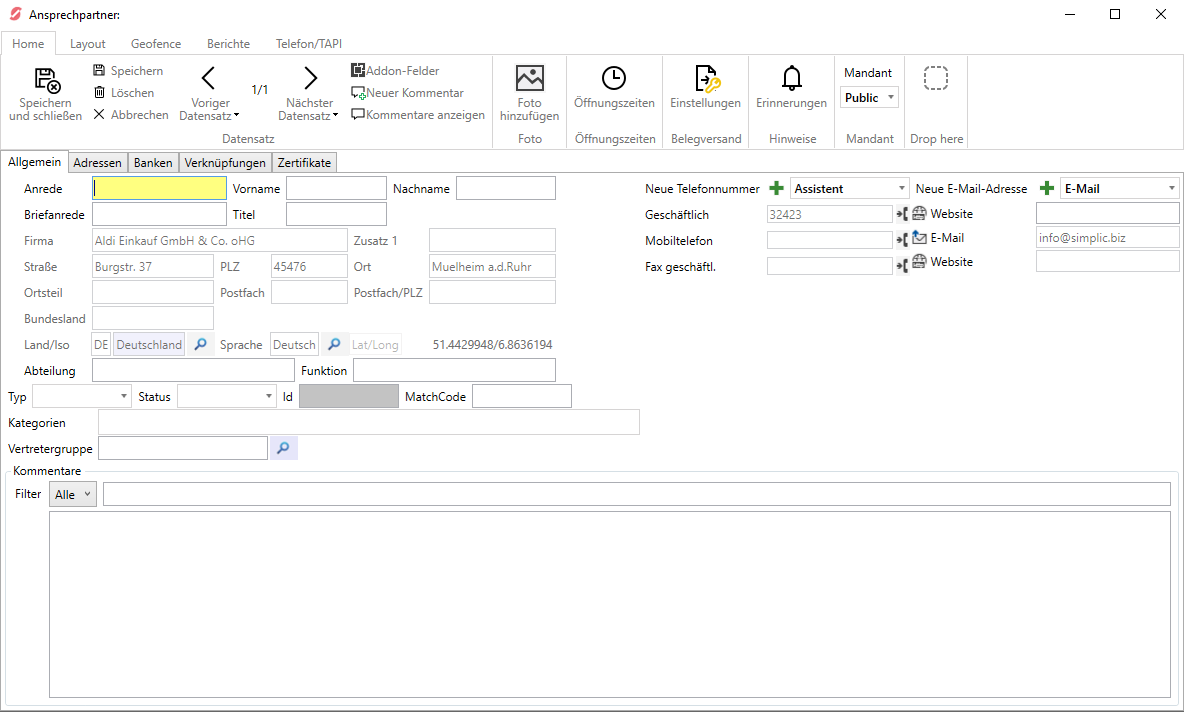 Ansprechpartner:
Home Layout Geofence Berichte Telefon/TAPI
Speichern und schließen
Speichern
Löschen
Abbrechen
Voriger Datensatz
1/1
Nächster Datensatz
Addon-Felder
Neuer Kommentar
Kommentare anzeigen
Datensatz
Foto hinzufügen
Foto
Öffnungszeiten
Öffnungszeiten
Einstellungen
Belegversand
Erinnerungen
Hinweise
Mandant
Public
Mandant
Drop here
Allgemein Adressen Banken Verknüpfungen Zertifikate
Anrede Vorname Nachname
Briefanrede Titel
Firma Aldi Einkauf GmbH & Co. oHG Zusatz 1
Straße Burgstr. 37 PLZ 45476 Ort Muelheim a.d.Ruhr
Ortsteil Postfach Postfach/PLZ
Bundesland
Land/Iso DE Deutschland Sprache Deutsch Lat/Long 51.4429948/6.8636194
Abteilung Funktion
Typ Status Id MatchCode
Kategorien
Vertretergruppe
Neue Telefonnummer Assistent Neue E-Mail-Adresse E-Mail
Geschäftlich 32423 Website
Mobiltelefon E-Mail info@simplic.biz
Fax geschäftl. Website
Kommentare
Filter Alle